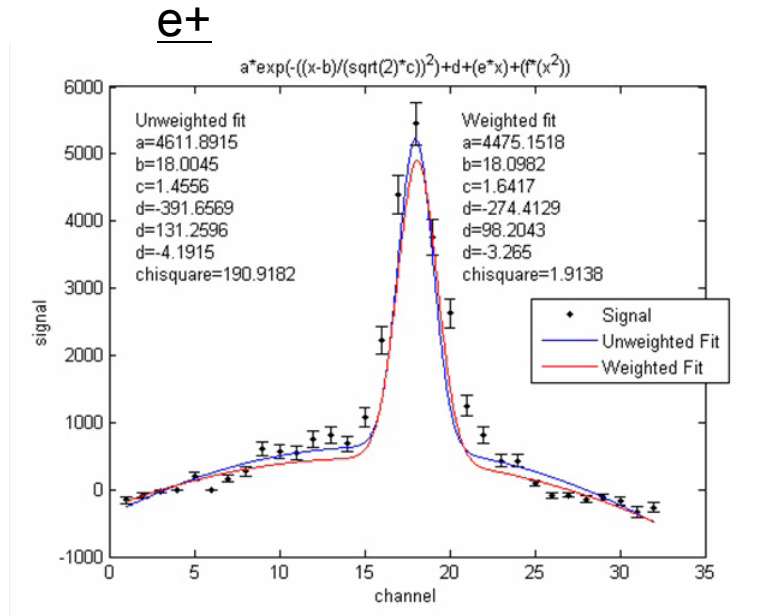 e+
a*exp(-((x-b)/(sqrt(2)*c))²)+d+(e*x)+(f*(x²))
Unweighted fit
a=4611.8915
b=18.0045
c=1.4556
d=-391.6569
d=131.2596
d=-4.1915
chisquare=190.9182
Weighted fit
a=4475.1518
b=18.0982
c=1.6417
d=-274.4129
d=98.2043
d=-3.265
chisquare=1.9138
Signal
Unweighted Fit
Weighted Fit
signal
6000
5000
4000
3000
2000
1000
0
-1000
0 5 10 15 20 25 30 35
channel